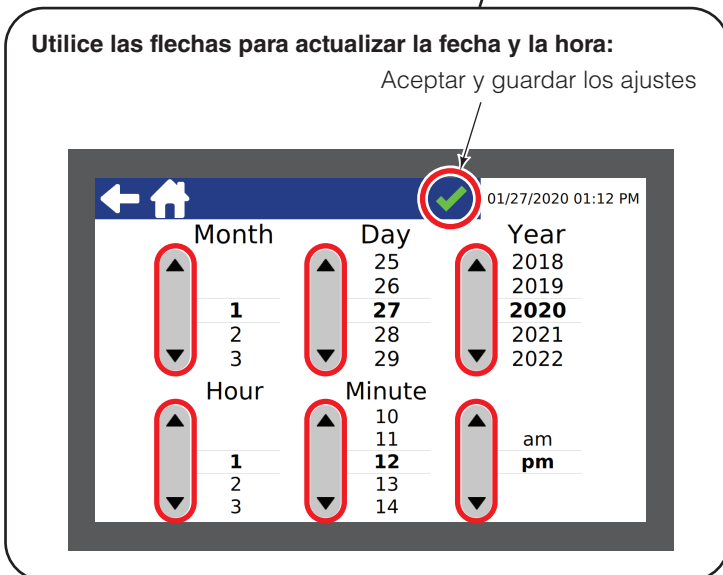 Utilice las flechas para actualizar la fecha y la hora:
Aceptar y guardar los ajustes
01/27/2020 01:12 PM
Month Day Year
25 2018
26 2019
1 27 2020
2 28 2021
3 29 2022
Hour Minute
10
11 am
1 12 pm
2 13
3 14